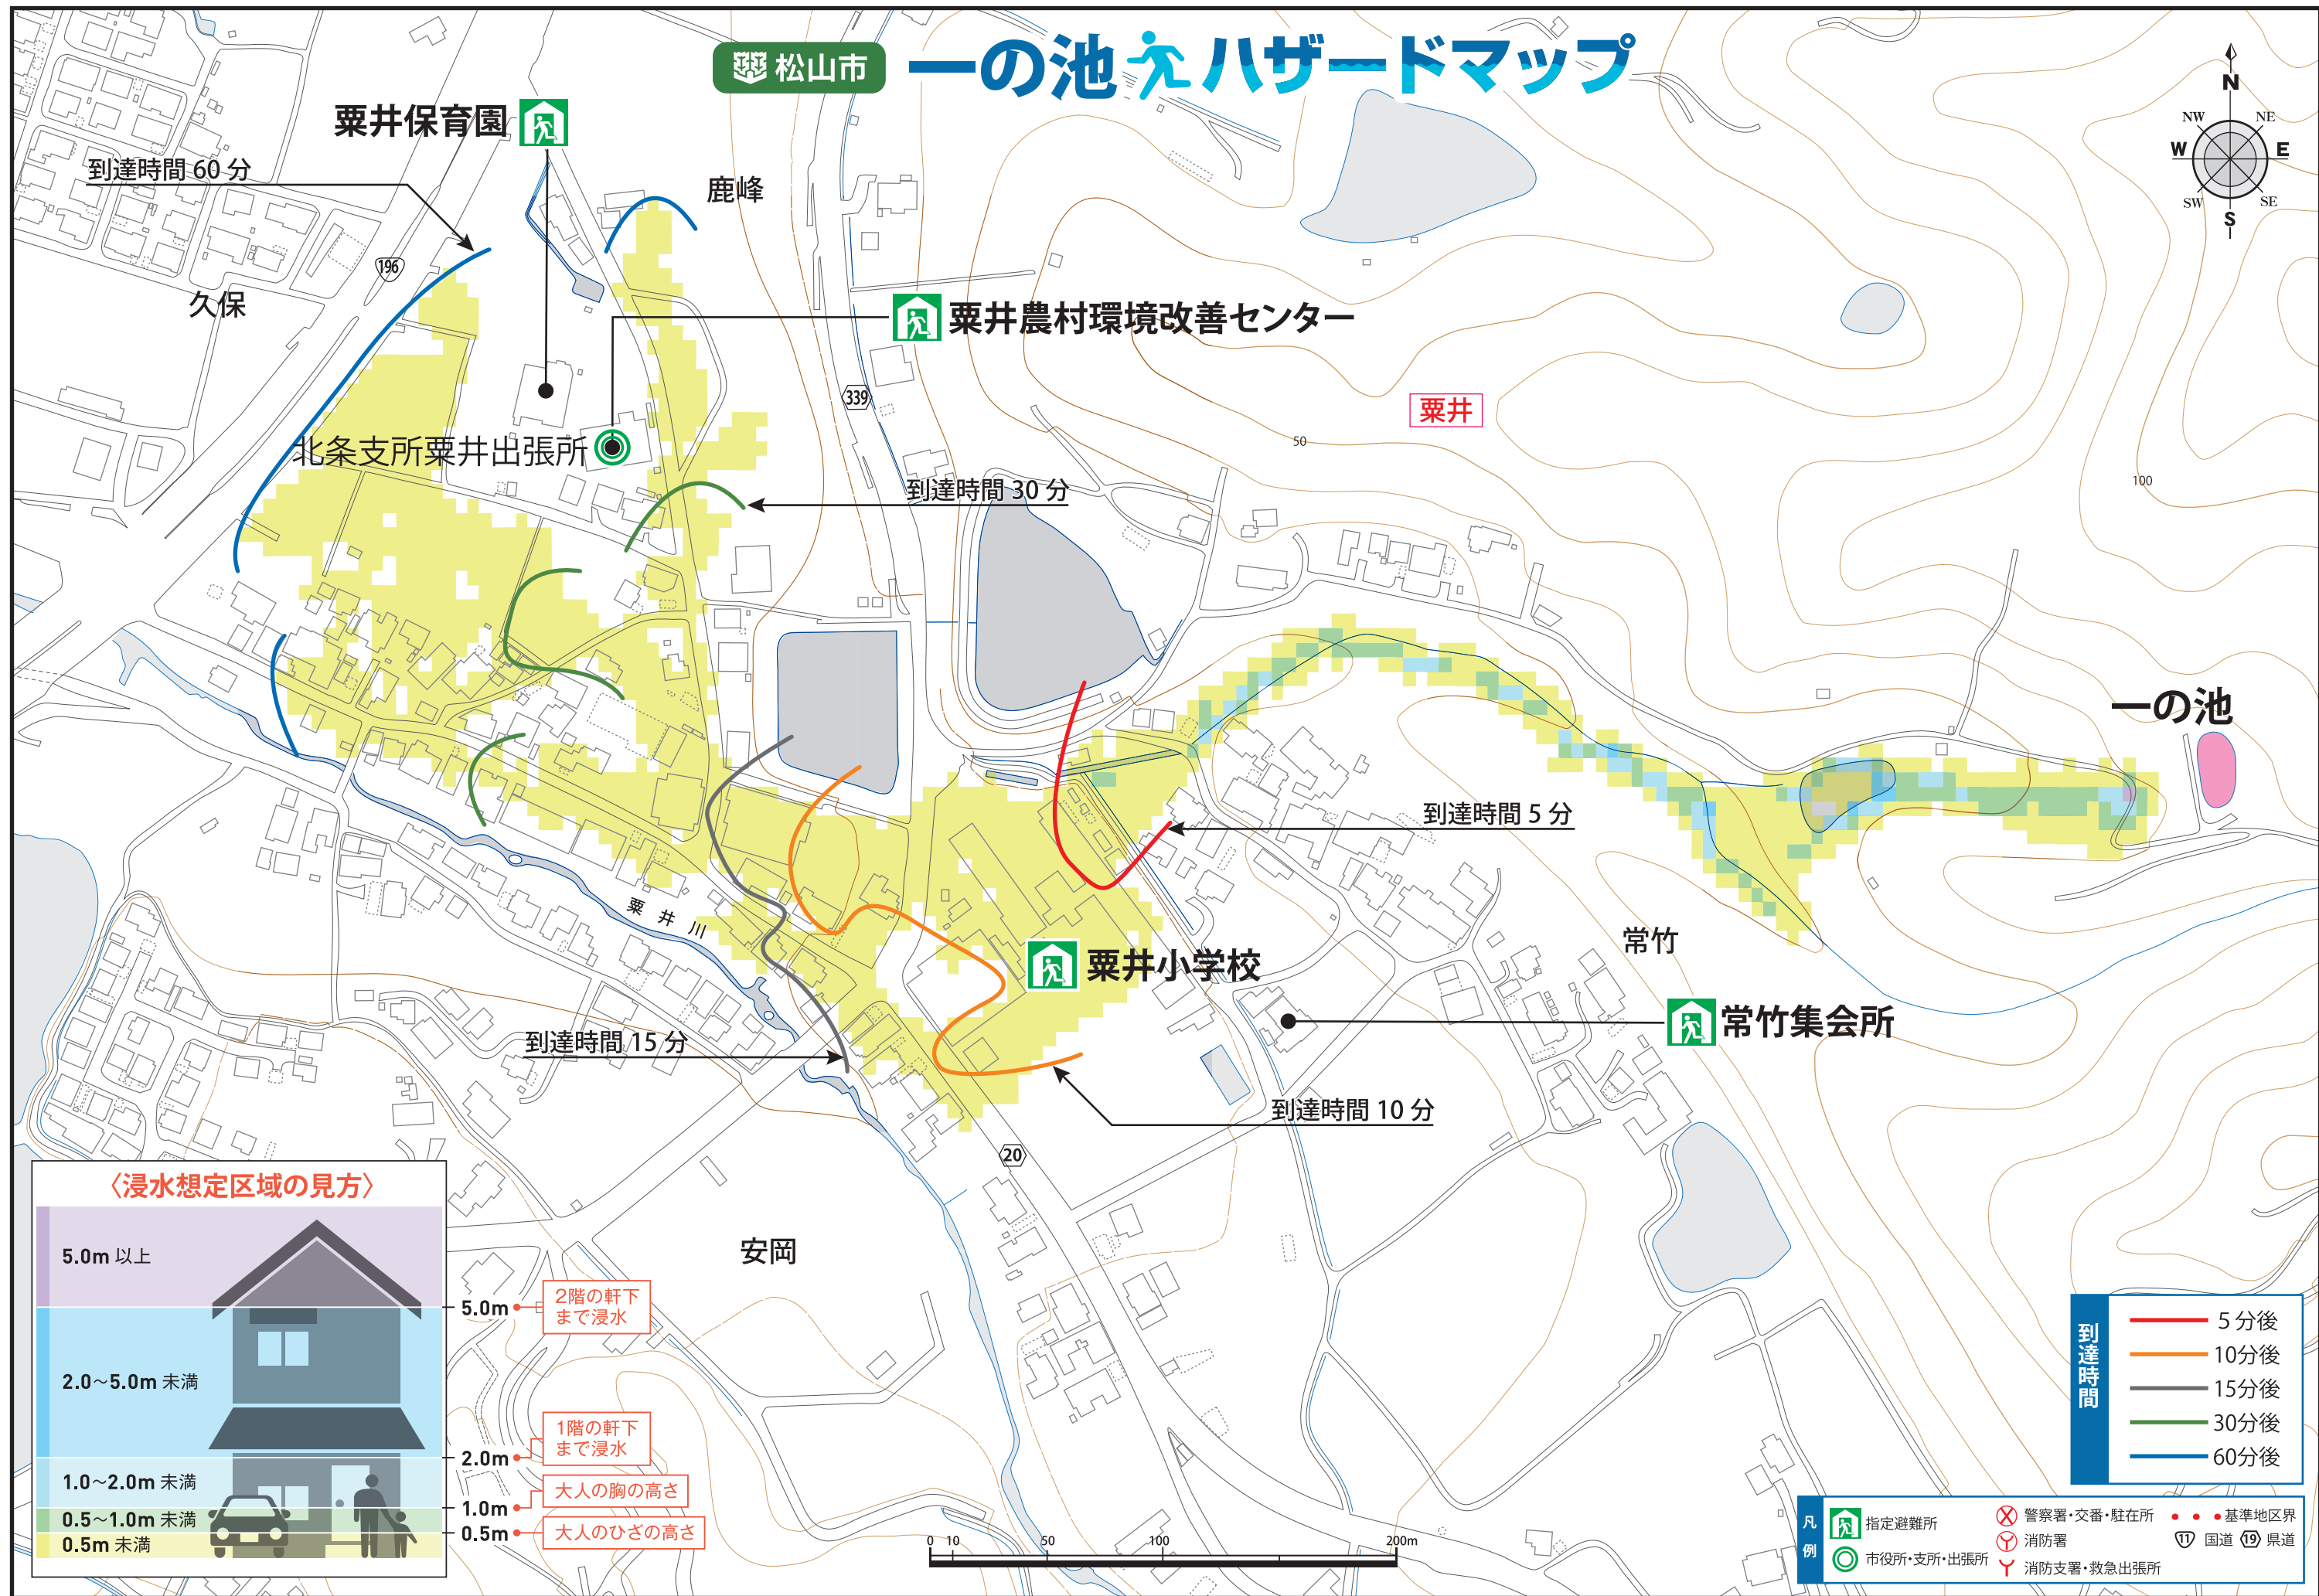 松山市 一の池 ハザードマップ
粟井保育園
到達時間 60 分
鹿峰
196
久保
粟井農村環境改善センター
339
粟井
北条支所粟井出張所
50
100
到達時間 30 分
N
NW NE
W E
SW SE
S
一の池
到達時間 5 分
粟井川
常竹
粟井小学校
常竹集会所
到達時間 15 分
到達時間 10 分
20
安岡
〈浸水想定区域の見方〉
5.0m 以上
5.0m
2階の軒下
まで浸水
2.0～5.0m 未満
1階の軒下
まで浸水
2.0m
1.0～2.0m 未満
大人の胸の高さ
1.0m
0.5～1.0m 未満
0.5m
大人のひざの高さ
0.5m 未満
0 10 50 100 200m
到達時間
5分後
10分後
15分後
30分後
60分後
凡例
指定避難所
市役所・支所・出張所
警察署・交番・駐在所
消防署
消防支署・救急出張所
基準地区界
11 国道 19 県道